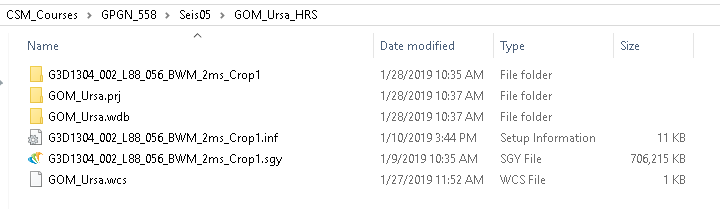 CSM_Courses > GPGN_558 > Seis05 > GOM_Ursa_HRS
Name Date modified Type Size
G3D1304_002_L88_056_BWM_2ms_Crop1 1/28/2019 10:35 AM File folder
GOM_Ursa.prj 1/28/2019 10:37 AM File folder
GOM_Ursa.wdb 1/28/2019 10:37 AM File folder
G3D1304_002_L88_056_BWM_2ms_Crop1.inf 1/10/2019 3:44 PM Setup Information 11 KB
G3D1304_002_L88_056_BWM_2ms_Crop1.sgy 1/9/2019 10:35 AM SGY File 706,215 KB
GOM_Ursa.wcs 1/27/2019 11:52 AM WCS File 1 KB